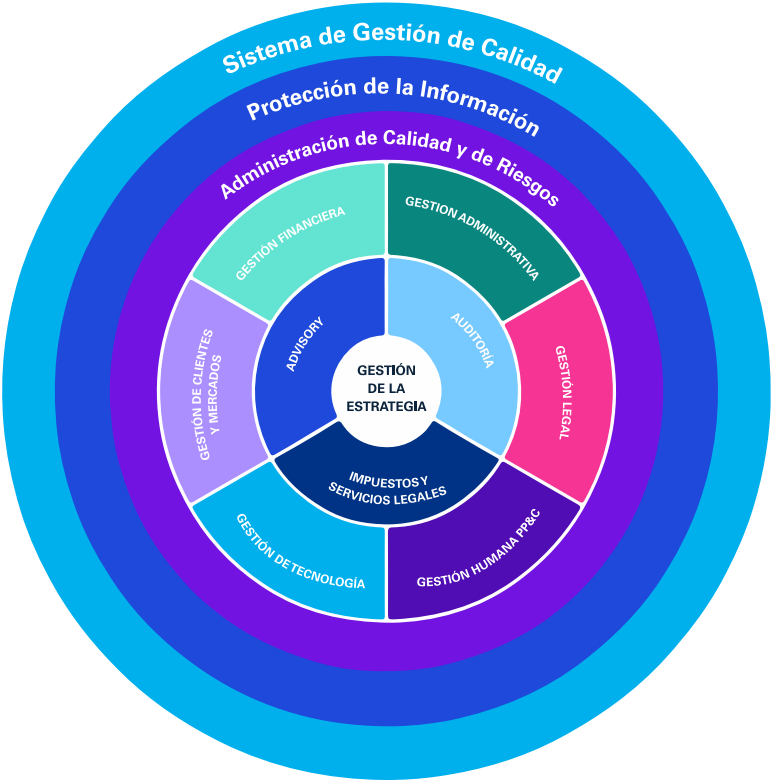 Sistema de Gestión de Calidad
Protección de la Información
Administración de Calidad y de Riesgos
GESTIÓN FINANCIERA
GESTION ADMINISTRATIVA
GESTIÓN DE CLIENTES
Y MERCADOS
ADVISORY
AUDITORÍA
GESTIÓN LEGAL
GESTIÓN
DE LA
ESTRATEGIA
IMPUESTOS Y
SERVICIOS LEGALES
GESTIÓN DE TECNOLOGÍA
GESTIÓN HUMANA PP&C